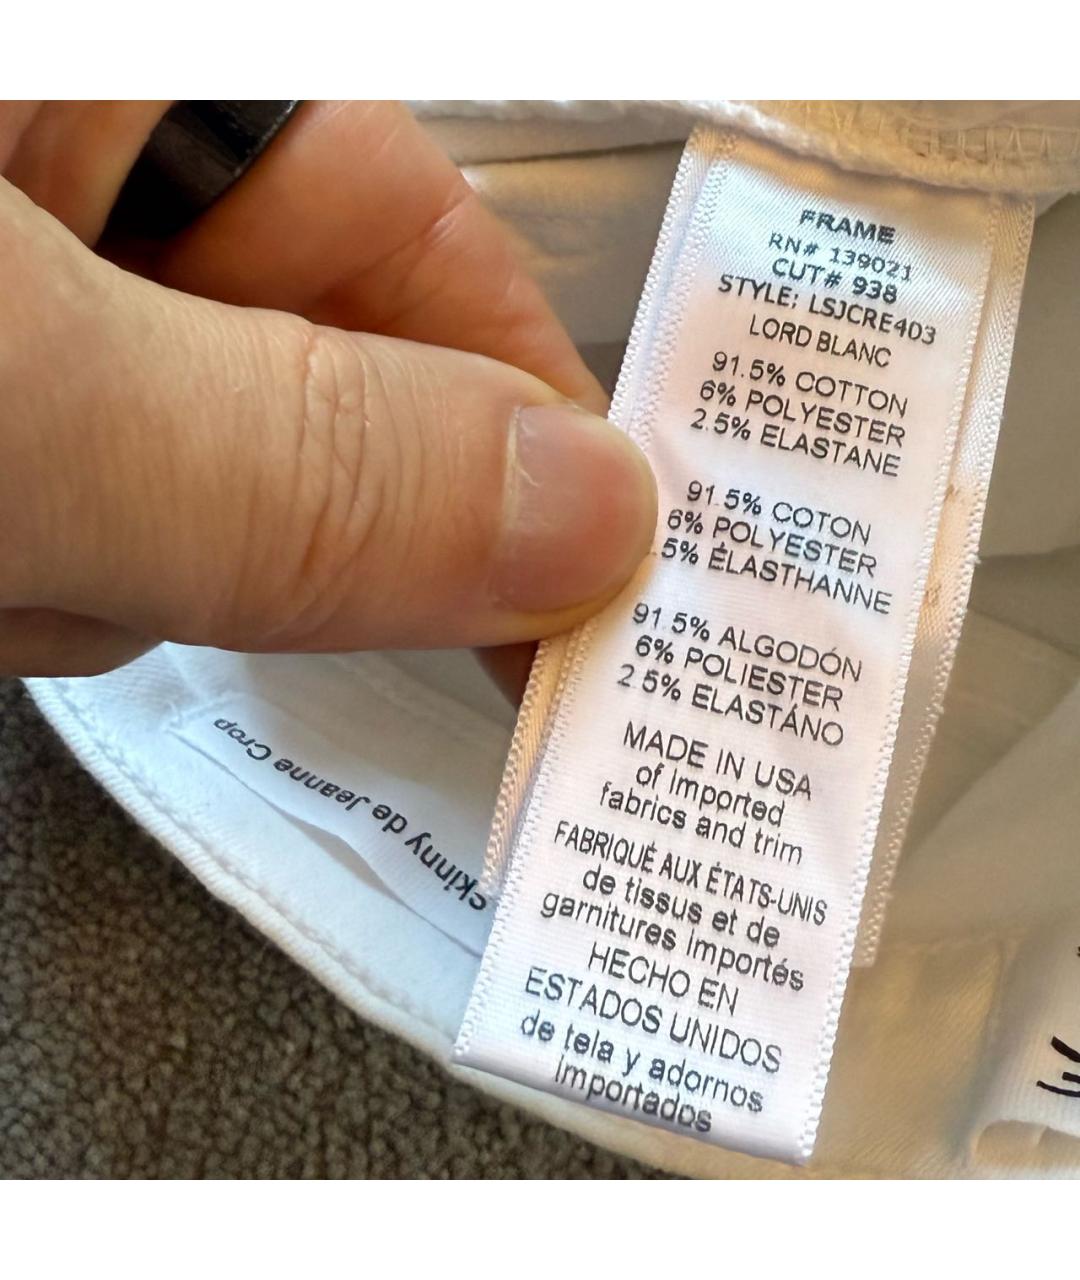 FRAME
RN# 139021
CUT# 938
STYLE: LSJCRE403
LORD BLANC
91.5% COTTON
6% POLYESTER
2.5% ELASTANE
91.5% COTON
6% POLYESTER
.5% ÉLASTHANNE
91.5% ALGODÓN
6% POLIESTER
2.5% ELASTÁNO
MADE IN USA
of imported
fabrics and trim
FABRIQUÉ AUX ÉTATS-UNIS
de tissus et de
garnitures importés
HECHO EN
ESTADOS UNIDOS
de tela y adornos
importados
Skinny de Jeanne Crop